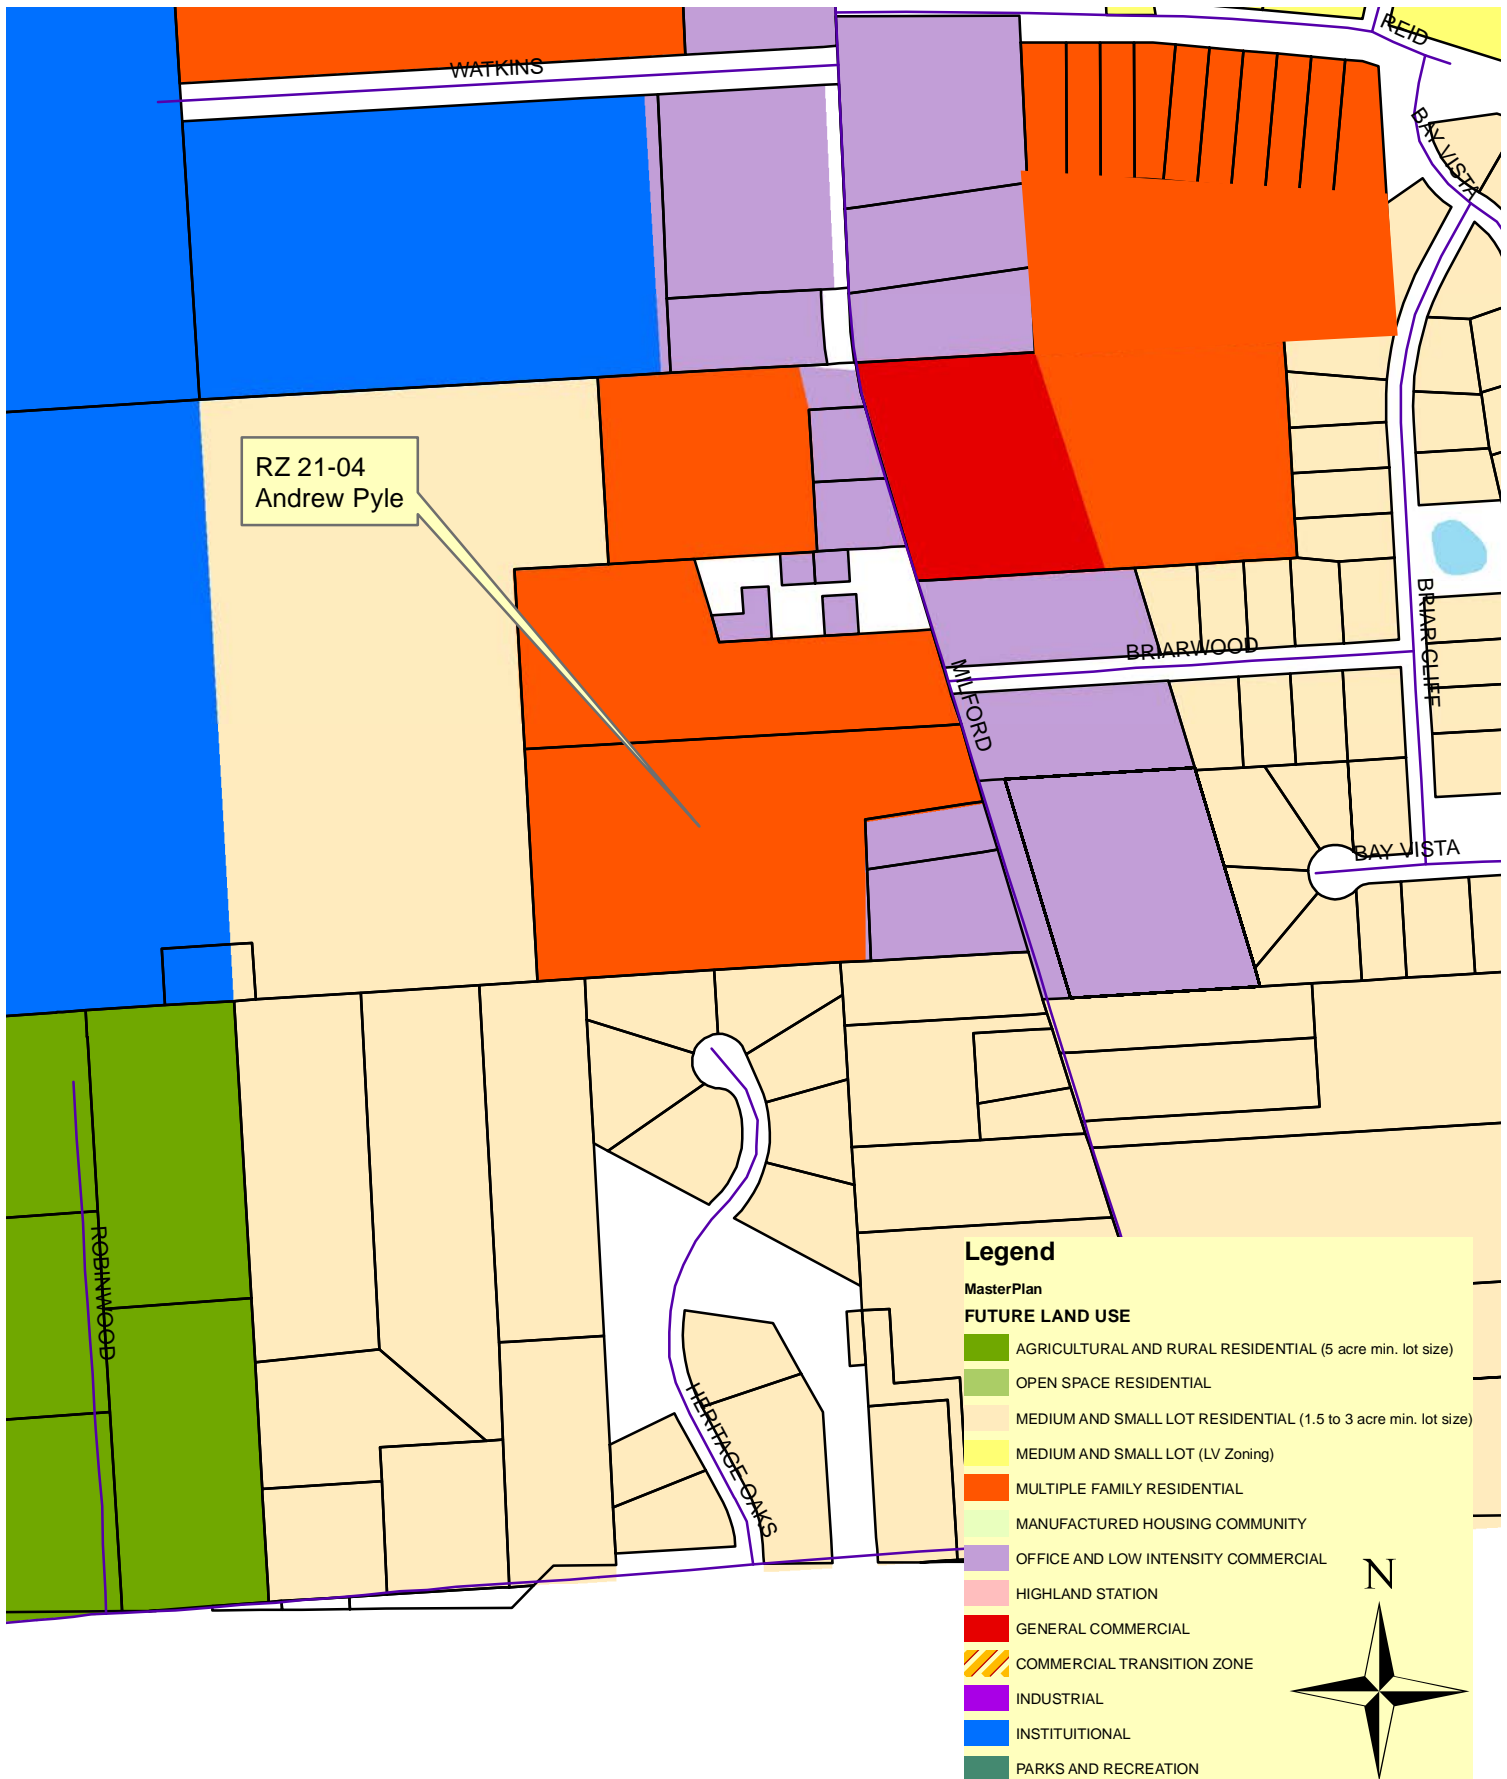 REID
WATKINS
BAY VISTA
RZ 21-04
Andrew Pyle
BRIARCLIFF
BRIARWOOD
MILFORD
BAY VISTA
ROBINWOOD
HERITAGE OAKS
Legend
MasterPlan
FUTURE LAND USE
AGRICULTURAL AND RURAL RESIDENTIAL (5 acre min. lot size)
OPEN SPACE RESIDENTIAL
MEDIUM AND SMALL LOT RESIDENTIAL (1.5 to 3 acre min. lot size)
MEDIUM AND SMALL LOT (LV Zoning)
MULTIPLE FAMILY RESIDENTIAL
MANUFACTURED HOUSING COMMUNITY
OFFICE AND LOW INTENSITY COMMERCIAL
HIGHLAND STATION
GENERAL COMMERCIAL
COMMERCIAL TRANSITION ZONE
INDUSTRIAL
INSTITUITIONAL
PARKS AND RECREATION
N